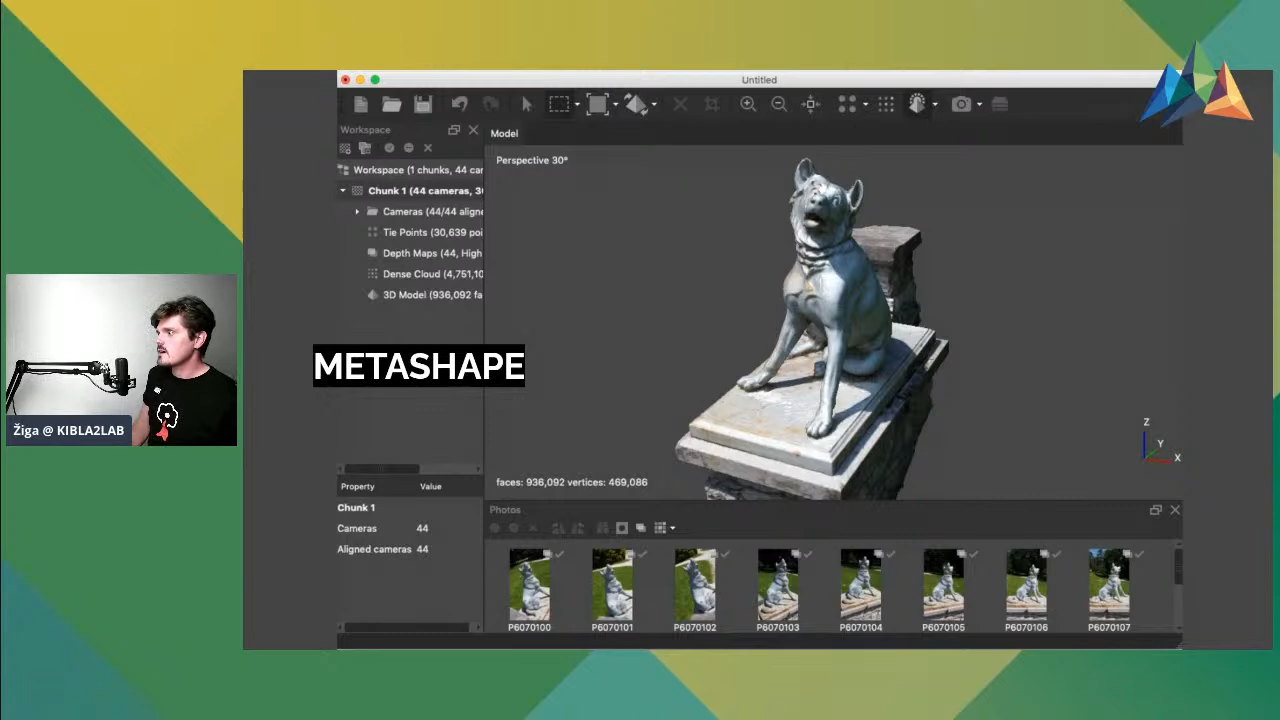 Untitled
Workspace
Model
Workspace (1 chunks, 44 car
Perspective 30°
Chunk 1 (44 cameras, 30
Cameras (44/44 aligne
Tie Points (30,639 poi
Depth Maps (44, High
Dense Cloud (4,751,10
3D Model (936,092 fa
METASHAPE
Žiga @ KIBLA2LAB
Z
Y
X
faces: 936,092 vertices: 469,086
Property Value
Photos
Chunk 1
Cameras 44
Aligned cameras 44
P6070100 P6070101 P6070102 P6070103 P6070104 P6070105 P6070106 P6070107